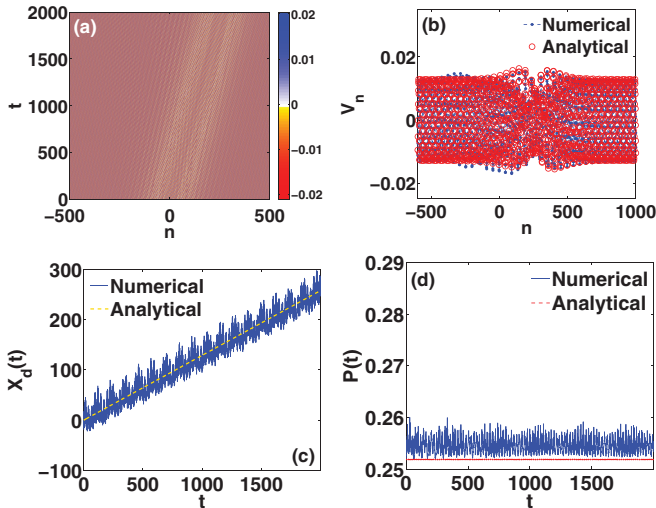 (a)
2000
1500
1000
500
0
t
-500
0
500
n
0.02
0.01
0
-0.01
-0.02
(b)
Numerical
Analytical
0.02
0
-0.02
V_n
-500
0
500
1000
n
300
200
100
0
-100
X_d(t)
Numerical
Analytical
(c)
0
500
1000
1500
t
(d)
Numerical
Analytical
0.29
0.28
0.27
0.26
0.25
P(t)
0
500
1000
1500
t